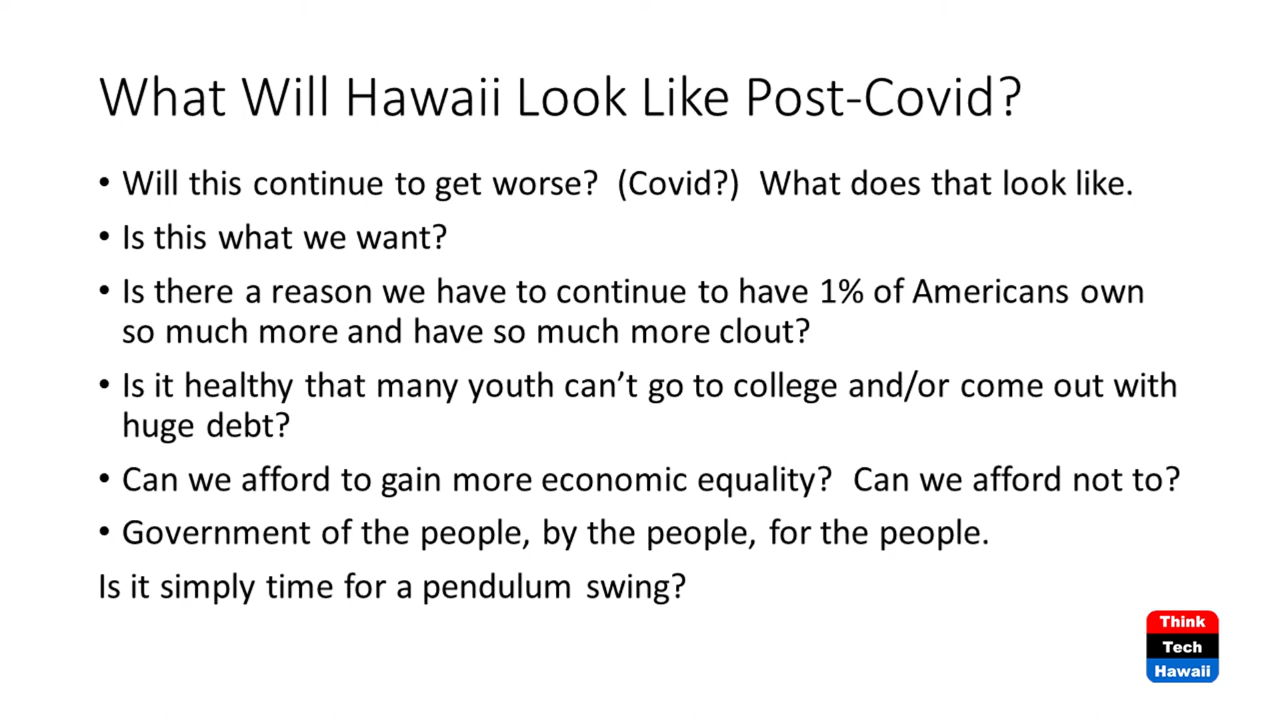 What Will Hawaii Look Like Post-Covid?
• Will this continue to get worse?  (Covid?)  What does that look like.
• Is this what we want?
• Is there a reason we have to continue to have 1% of Americans own
so much more and have so much more clout?
• Is it healthy that many youth can’t go to college and/or come out with
huge debt?
• Can we afford to gain more economic equality?  Can we afford not to?
• Government of the people, by the people, for the people.
Is it simply time for a pendulum swing?
Think
Tech
Hawaii